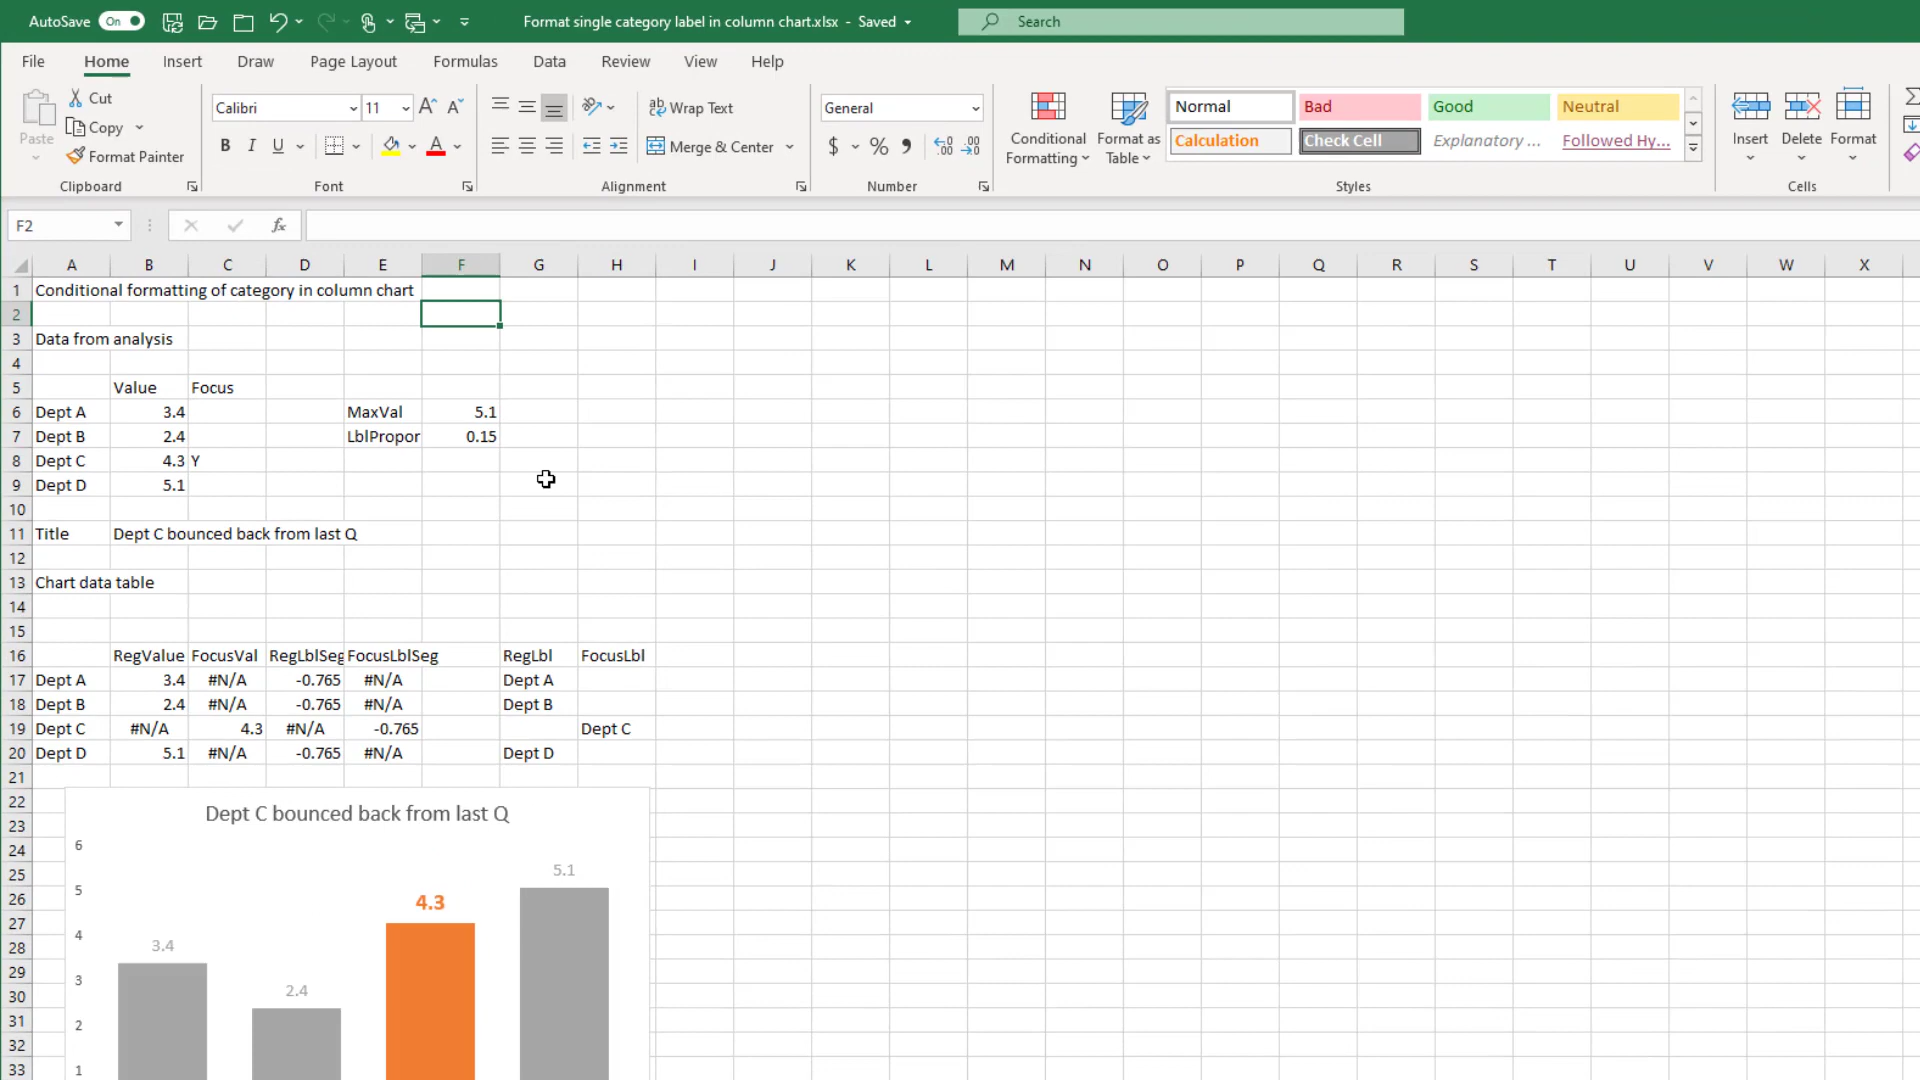 AutoSave On Format single category label in column chart.xlsx - Saved Search
File Home Insert Draw Page Layout Formulas Data Review View Help
Paste Cut Copy Format Painter Clipboard
Calibri 11 A A B I U A Font
Wrap Text Merge & Center Alignment
General $ % Number
Conditional Formatting Format as Table
Normal Bad Good Neutral
Calculation Check Cell Explanatory ... Followed Hy...
Styles
Insert Delete Format
Cells
F2 fx
A B C D E F G H I J K L M N O P Q R S T U V W X
1 Conditional formatting of category in column chart
2
3 Data from analysis
4
5 Value Focus
6 Dept A 3.4 MaxVal 5.1
7 Dept B 2.4 LblPropor 0.15
8 Dept C 4.3 Y
9 Dept D 5.1
10
11 Title Dept C bounced back from last Q
12
13 Chart data table
14
15
16 RegValue FocusVal RegLblSeg FocusLblSeg RegLbl FocusLbl
17 Dept A 3.4 #N/A -0.765 #N/A Dept A
18 Dept B 2.4 #N/A -0.765 #N/A Dept B
19 Dept C #N/A 4.3 #N/A -0.765 Dept C
20 Dept D 5.1 #N/A -0.765 #N/A Dept D
21
22
23
24
25
26
27
28
29
30
31
32
33
Dept C bounced back from last Q
6
5
4
3
2
1
3.4
2.4
4.3
5.1